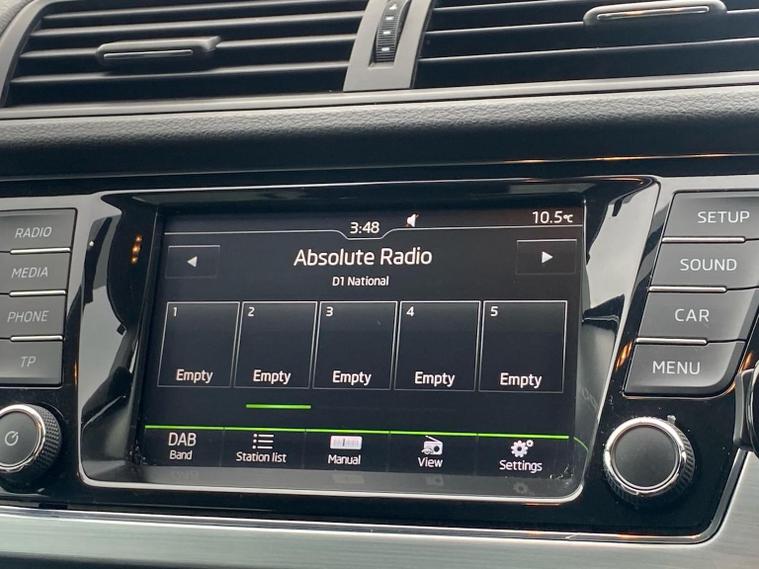 RADIO
MEDIA
PHONE
TP
3:48
10.5°C
Absolute Radio
D1 National
1 2 3 4 5
Empty Empty Empty Empty Empty
DAB
Band
Station list
Manual
View
Settings
SETUP
SOUND
CAR
MENU